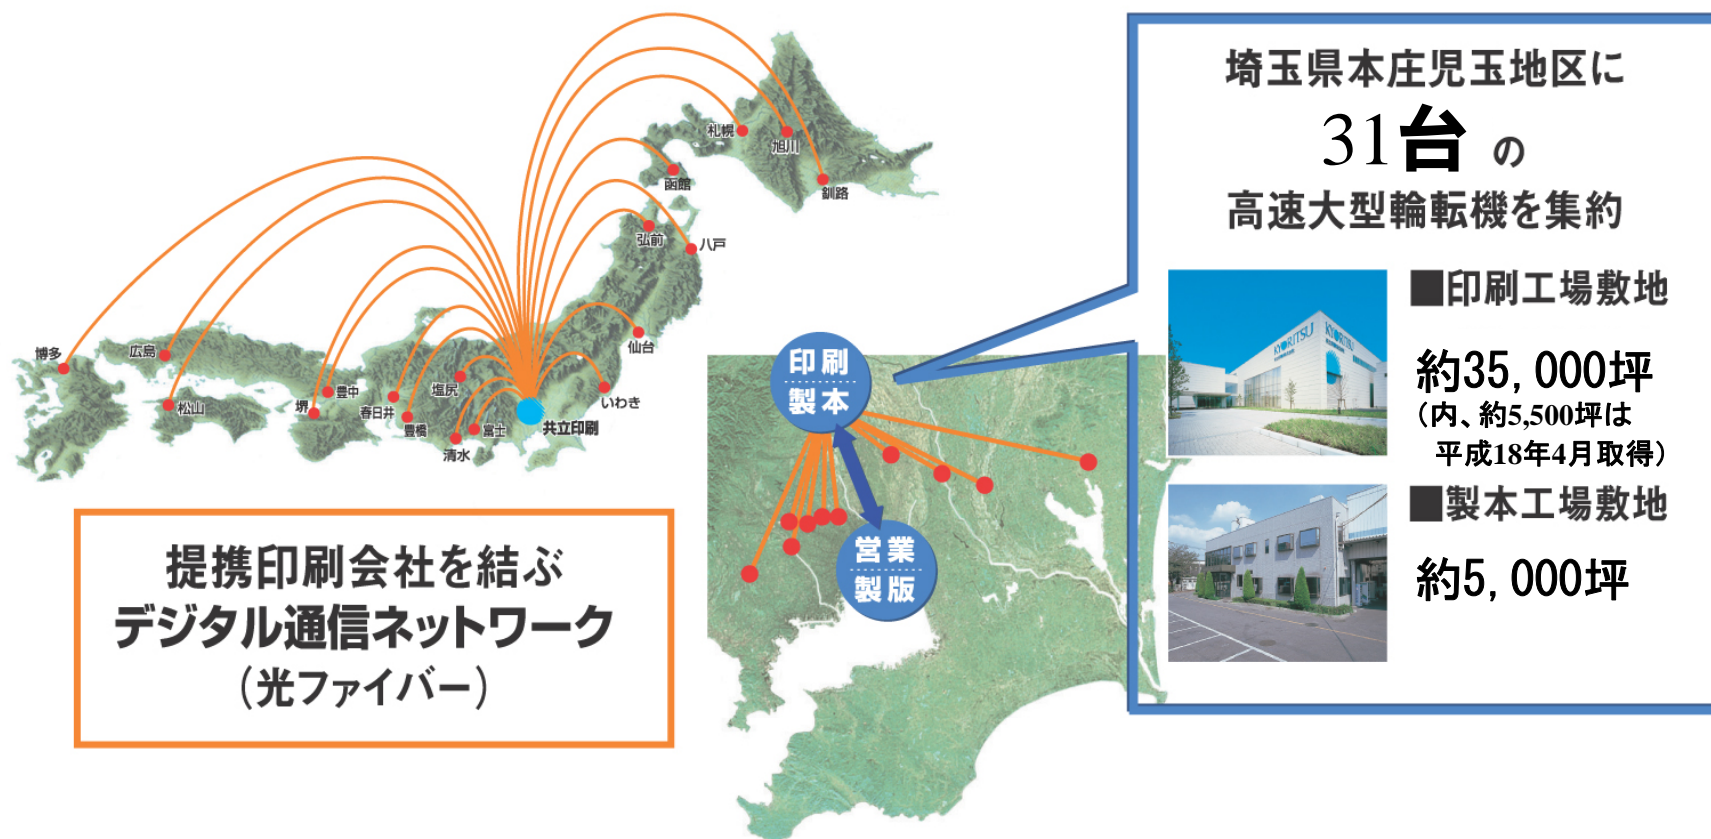 札幌
旭川
函館
釧路
弘前
八戸
仙台
いわき
博多
広島
松山
堺
豊中
春日井
豊橋
塩尻
清水
富士
共立印刷
提携印刷会社を結ぶ
デジタル通信ネットワーク
（光ファイバー）
印刷
製本
営業
製版
埼玉県本庄児玉地区に
31台 の
高速大型輪転機を集約
KYORITSU
KYORITSU
■印刷工場敷地
約35,000坪
（内、約5,500坪は
平成18年4月取得）
■製本工場敷地
約5,000坪